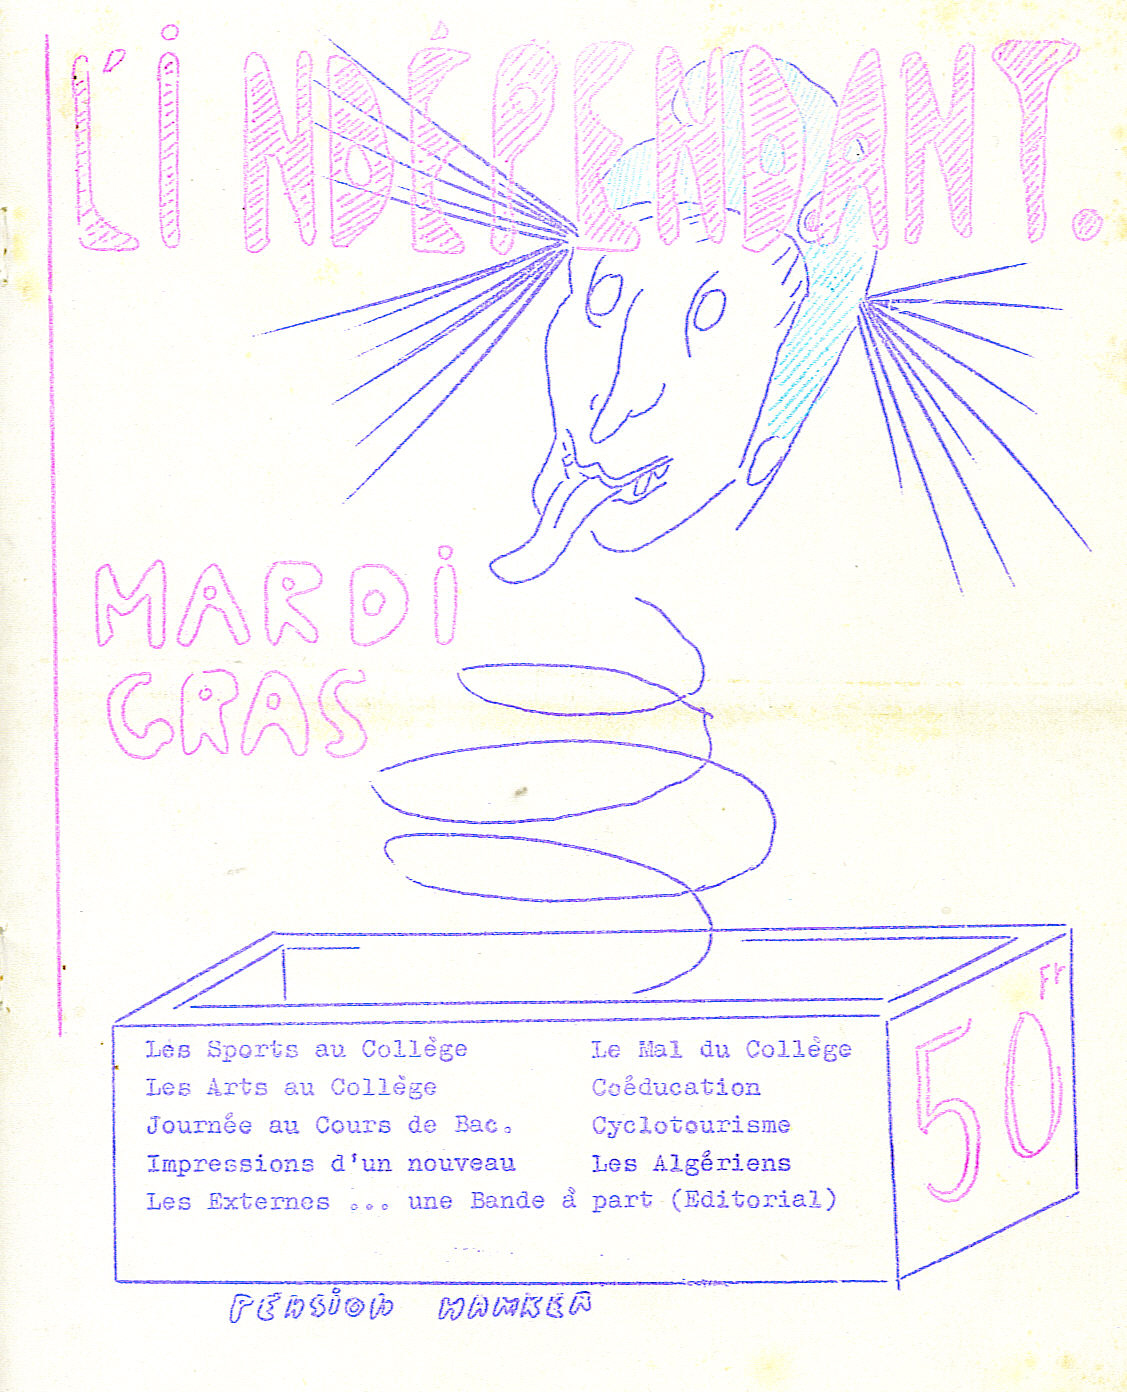 L'iNDÉPENDANT.
MARDi
GRAS
Les Sports au Collège Le Mal du Collège
Les Arts au Collège Coéducation
Journée au Cours de Bac. Cyclotourisme
Impressions d'un nouveau Les Algériens
Les Externes ... une Bande à part (Editorial)
50 Fr
PENSiON